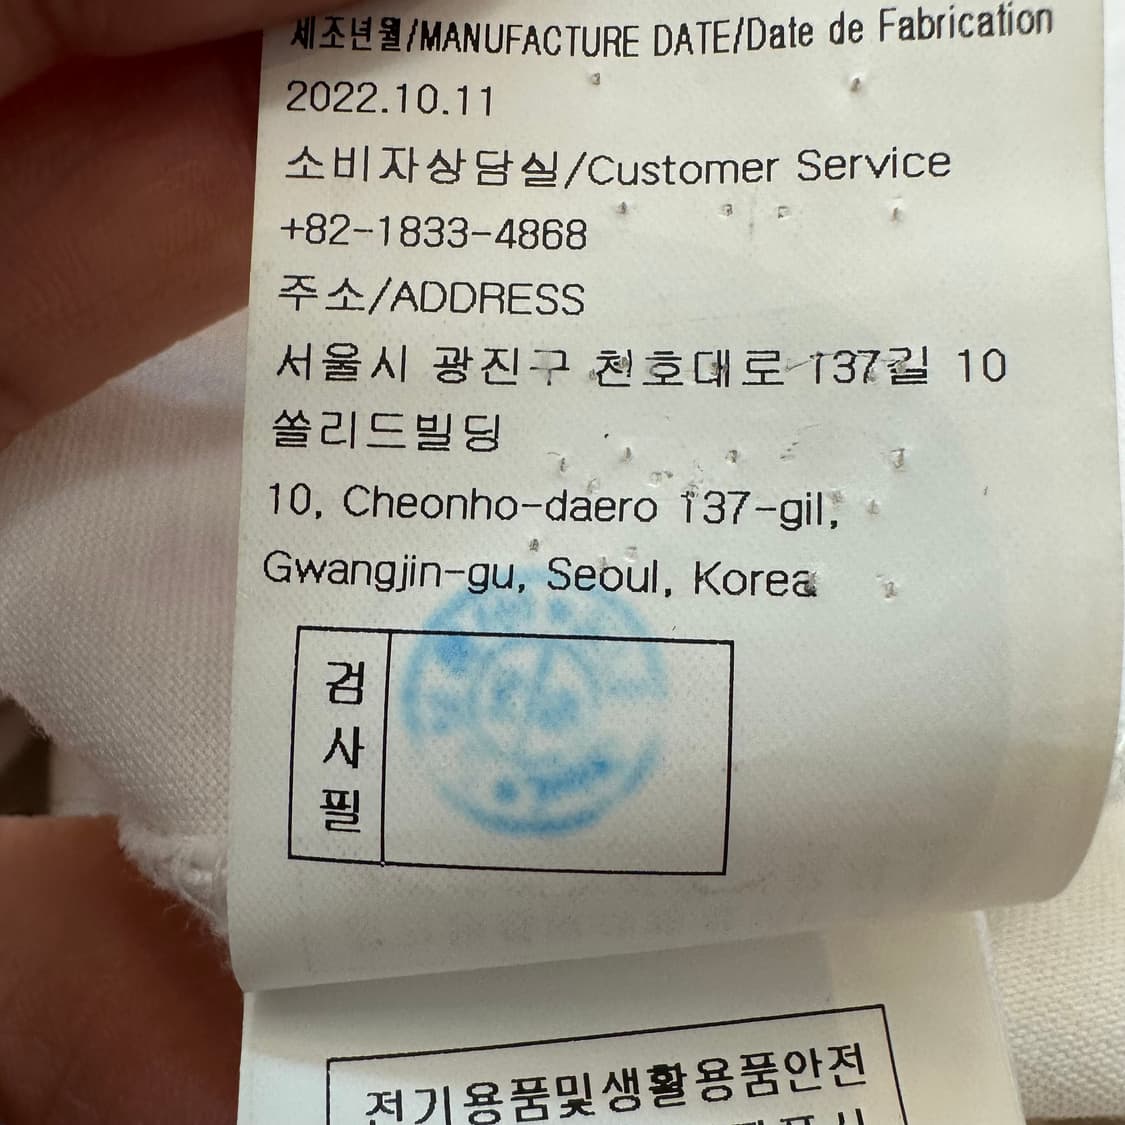 제조년월/MANUFACTURE DATE/Date de Fabrication
2022.10.11
소비자상담실/Customer Service
+82-1833-4868
주소/ADDRESS
서울시 광진구 천호대로 137길 10
쏠리드빌딩
10, Cheonho-daero 137-gil,
Gwangjin-gu, Seoul, Korea
검
사
필
전기용품및생활용품안전